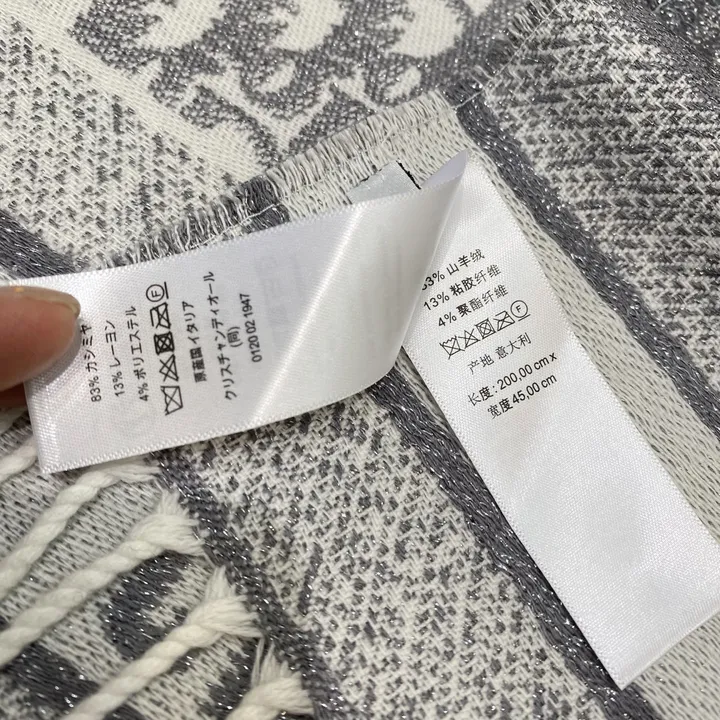 83% カシミヤ
13% レーヨン
4% ポリエステル
F
原産国 イタリア
クリスチャンディオール
(同)
0120 02 1947
83% 山羊绒
13% 粘胶纤维
4% 聚酯纤维
F
产地 意大利
长度: 200.00 cm x
宽度 45.00 cm